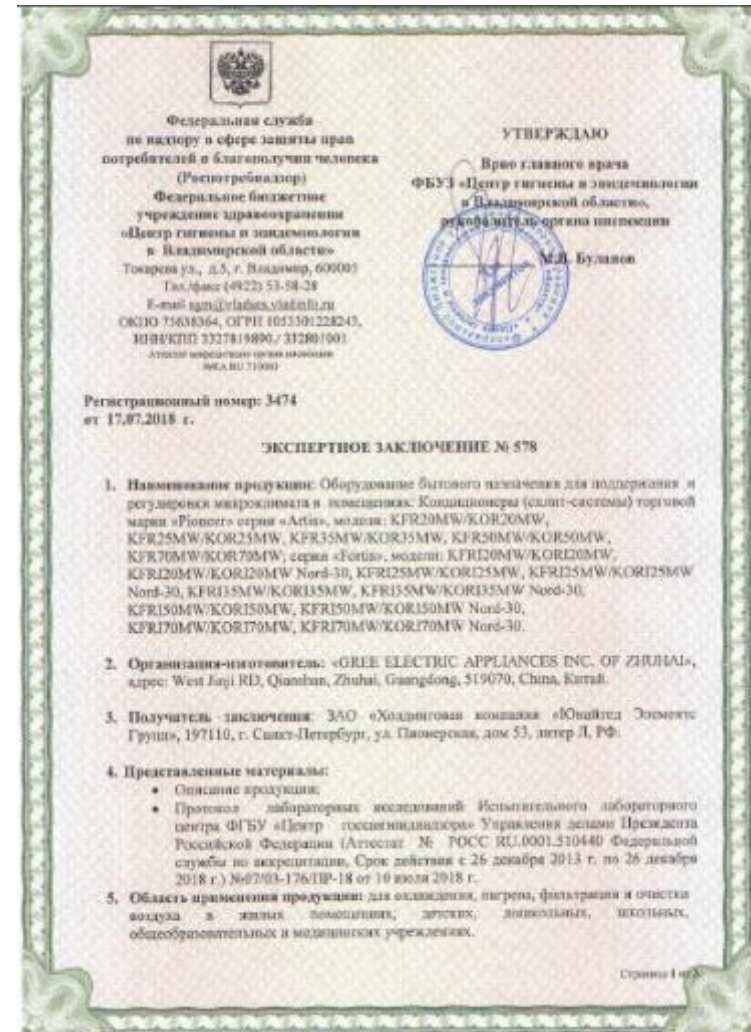 Федеральная служба
по надзору в сфере защиты прав
потребителей и благополучия человека
(Роспотребнадзор)
Федеральное бюджетное
учреждение здравоохранения
«Центр гигиены и эпидемиологии
в Владимирской области»
Токарева ул., д.5, г. Владимир, 600001
Тел./факс (4922) 53-58-28
ОКПО 73638364, ОГРН 1053301228243,
ИНН/КПП 3327819890 / 332801001
УТВЕРЖДАЮ
Врио главного врача
ФБУЗ «Центр гигиены и эпидемиологии
в Владимирской области»,
руководитель органа инспекции
М.В. Буланов
Регистрационный номер: 3474
от 17.07.2018 г.
ЭКСПЕРТНОЕ ЗАКЛЮЧЕНИЕ № 578
1. Наименование продукции: Оборудование бытового назначения для поддержания и
регулировки микроклимата в помещениях: Кондиционеры (сплит-системы) торговой
марки «Pioneer» серия «Artis», модели: KFR20MW/KOR20MW,
KFR25MW/KOR25MW, KFR35MW/KOR35MW, KFR50MW/KOR50MW,
KFR70MW/KOR70MW; серия «Fortis», модели: KFRI20MW/KORI20MW,
KFRI20MW/KORI20MW Nord-30, KFRI25MW/KORI25MW, KFRI25MW/KORI25MW
Nord-30, KFRI35MW/KORI35MW, KFRI35MW/KORI35MW Nord-30,
KFRI50MW/KORI50MW, KFRI50MW/KORI50MW Nord-30,
KFRI70MW/KORI70MW, KFRI70MW/KORI70MW Nord-30.
2. Организация-изготовитель: «GREE ELECTRIC APPLIANCES INC. OF ZHUHAI»,
адрес: West Jinji RD, Qianshan, Zhuhai, Guangdong, 519070, China, Китай.
3. Получатель заключения: ЗАО «Холдинговая компания «Юнайтед Элементс
Групп», 197110, г. Санкт-Петербург, ул. Пионерская, дом 53, литер Л, РФ.
4. Представленные материалы:
• Описание продукции;
• Протокол лабораторных исследований Испытательного лабораторного
центра ФГБУ «Центр госсанэпиднадзора» Управления делами Президента
Российской Федерации (Аттестат № РОСС RU.0001.510440 Федеральной
службы по аккредитации, Срок действия с 26 декабря 2013 г. по 26 декабря
2018 г.) №07/03-176/ПР-18 от 10 июля 2018 г.
5. Область применения продукции: для охлаждения, нагрева, фильтрации и очистки
воздуха в жилых помещениях, детских, дошкольных, школьных,
общеобразовательных и медицинских учреждениях.
Страница 1 из